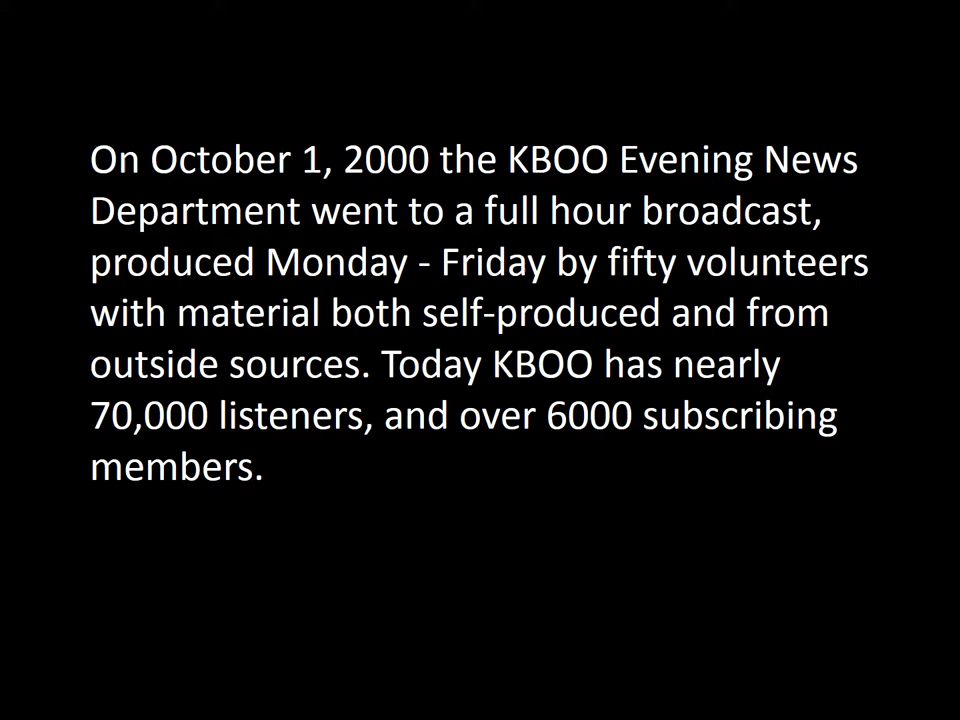 On October 1, 2000 the KBOO Evening News
Department went to a full hour broadcast,
produced Monday - Friday by fifty volunteers
with material both self-produced and from
outside sources. Today KBOO has nearly
70,000 listeners, and over 6000 subscribing
members.